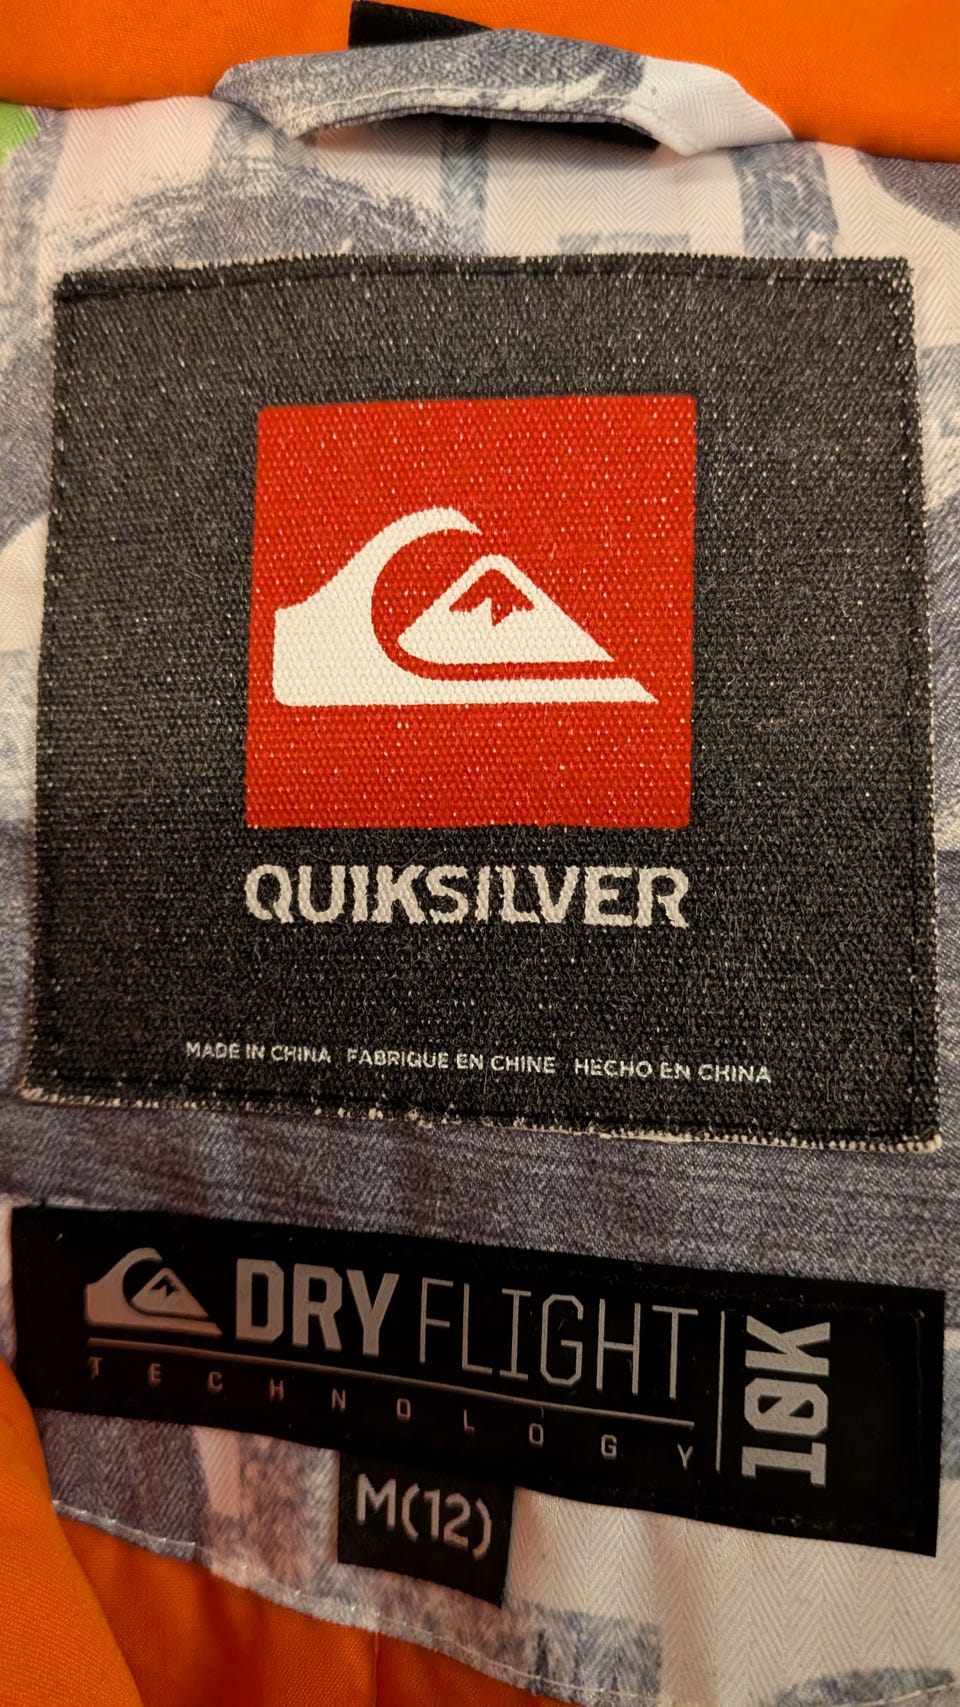 QUIKSILVER
MADE IN CHINA FABRIQUE EN CHINE HECHO EN CHINA
DRY FLIGHT 10K
TECHNOLOGY
M(12)